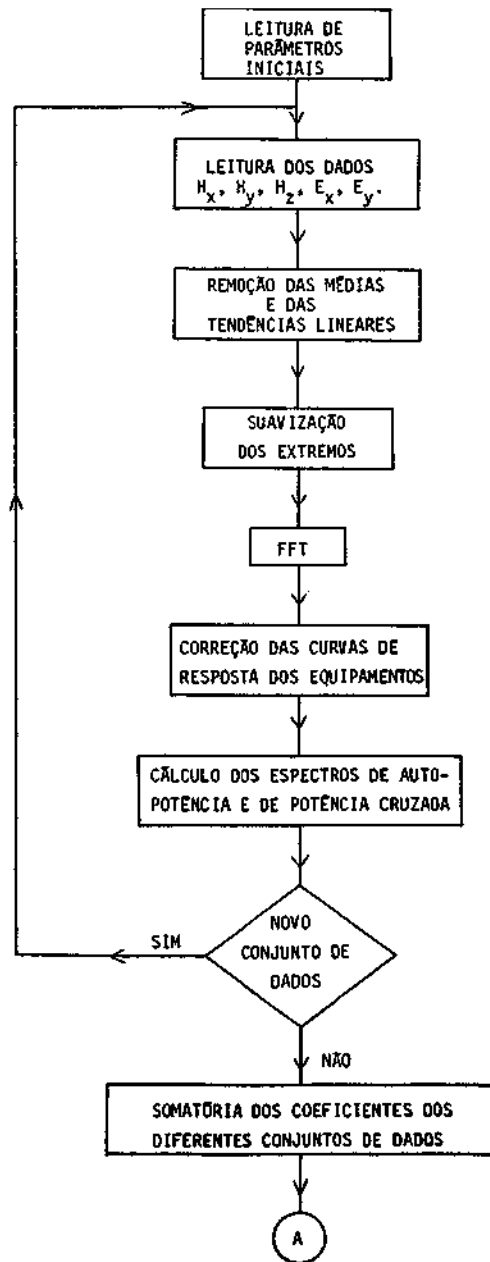 LEITURA DE
PARÂMETROS
INICIAIS
LEITURA DOS DADOS
Hx, Hy, Hz, Ex, Ey.
REMOÇÃO DAS MÉDIAS
E DAS
TENDÊNCIAS LINEARES
SUAVIZAÇÃO
DOS EXTREMOS
FFT
CORREÇÃO DAS CURVAS DE
RESPOSTA DOS EQUIPAMENTOS
CÁLCULO DOS ESPECTROS DE AUTO-
POTÊNCIA E DE POTÊNCIA CRUZADA
NOVO
SIM
CONJUNTO DE
DADOS
NÃO
SOMATÓRIA DOS COEFICIENTES DOS
DIFERENTES CONJUNTOS DE DADOS
A